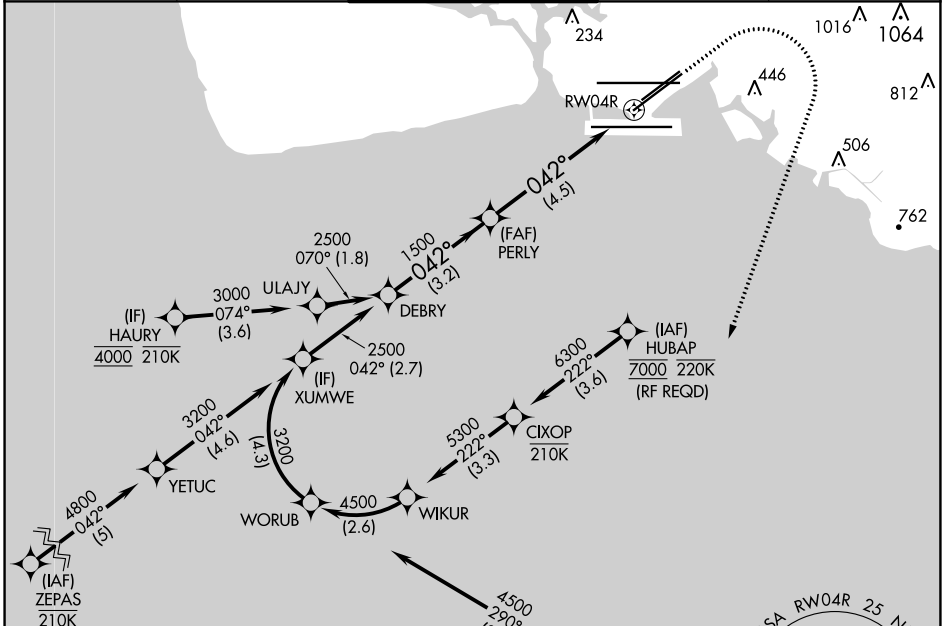 234
1016
1064
446
812
RW04R
506
762
042°
(4.5)
(FAF)
PERLY
1500
042°
(3.2)
2500
070° (1.8)
ULAJY
DEBRY
3000
074°
(3.6)
(IF)
HAURY
4000 210K
2500
042° (2.7)
(IF)
XUMWE
(IAF)
HUBAP
7000 220K
(RF REQD)
6300
222°
(3.6)
CIXOP
210K
5300
222°
(3.3)
3200
042°
(4.6)
YETUC
3200
(4.3)
WORUB
4500
(2.6)
WIKUR
4800
042°
(5)
(IAF)
ZEPAS
210K
4500
290°
SA RW04R 25 N